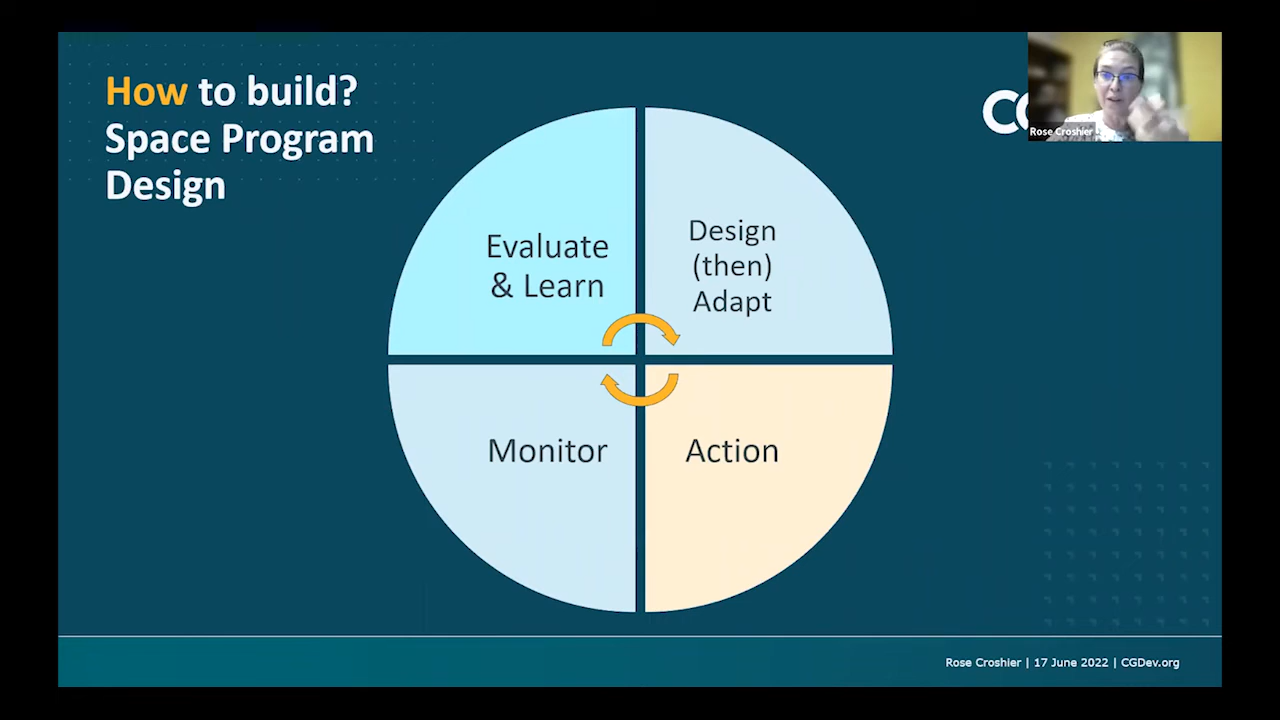 How to build?
Space Program
Design
Rose Croshier
Evaluate
& Learn
Design
(then)
Adapt
Monitor
Action
Rose Croshier | 17 June 2022 | CGDev.org